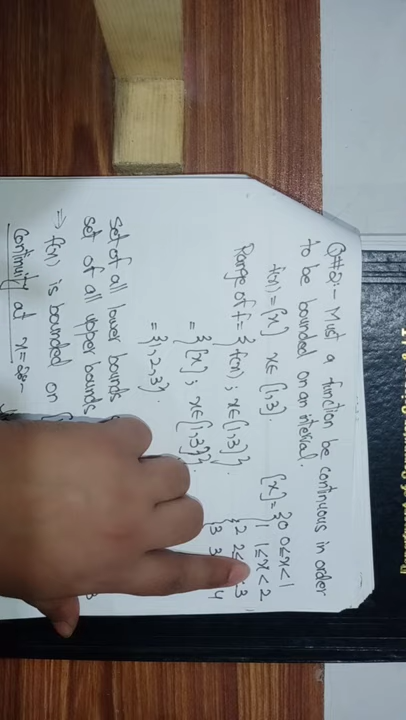 Q#2:- Must a function be continuous in order
to be bounded on an interval.
f(x) = [x] x ∈ [1,3].
Range of f = { f(x) ; x ∈ [1,3] }.
= { [x] ; x ∈ [1,3] }.
= {1, 2, 3}.
[x] = { 0 0≤x<1
1 1≤x<2
2 2≤ 3
3 3 4
set of all lower bounds
set of all upper bounds
⇒ f(x) is bounded on
Continuity at x=